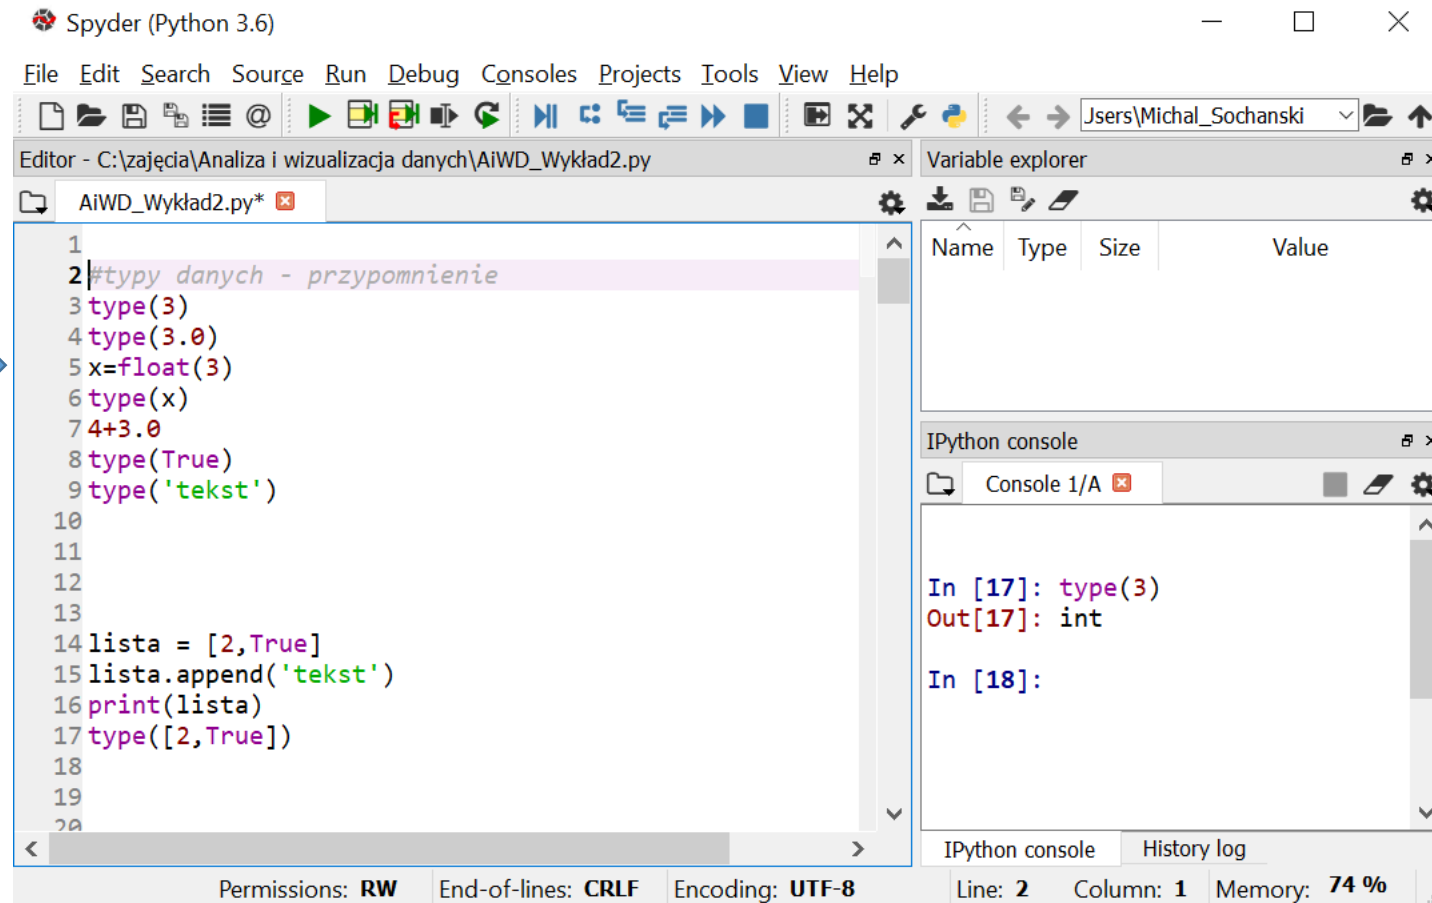 Spyder (Python 3.6)
File Edit Search Source Run Debug Consoles Projects Tools View Help
Jsers\Michal_Sochanski
Editor - C:\zajęcia\Analiza i wizualizacja danych\AiWD_Wykład2.py
AiWD_Wykład2.py*
1
2 #typy danych - przypomnienie
3 type(3)
4 type(3.0)
5 x=float(3)
6 type(x)
7 4+3.0
8 type(True)
9 type('tekst')
10
11
12
13
14 lista = [2,True]
15 lista.append('tekst')
16 print(lista)
17 type([2,True])
18
19
20
Variable explorer
Name Type Size Value
IPython console
Console 1/A
In [17]: type(3)
Out[17]: int
In [18]:
IPython console History log
Permissions: RW End-of-lines: CRLF Encoding: UTF-8 Line: 2 Column: 1 Memory: 74 %